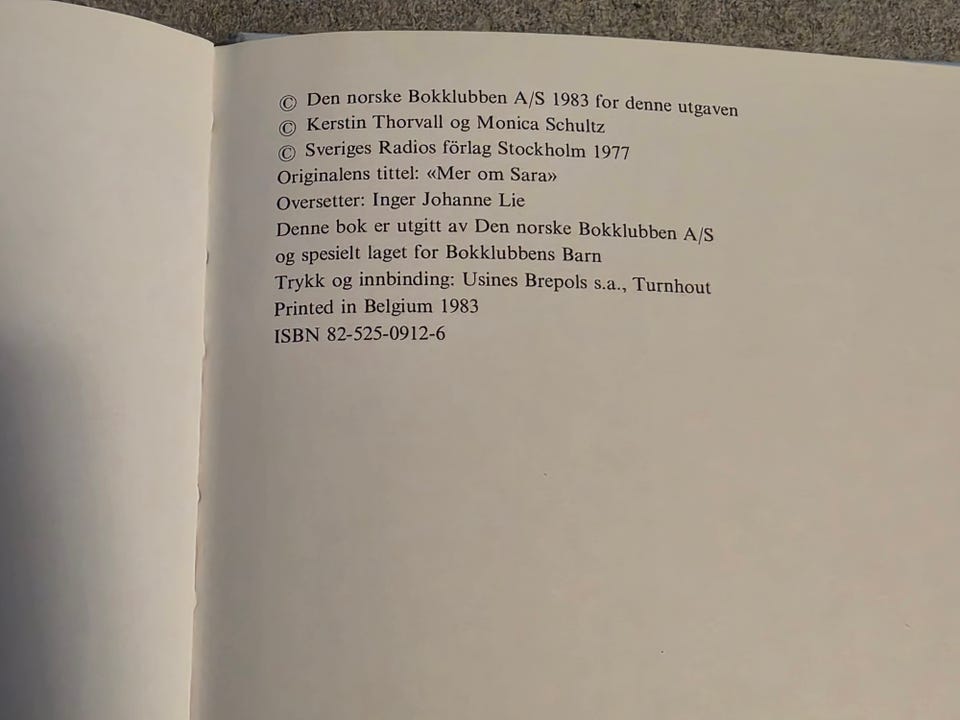 © Den norske Bokklubben A/S 1983 for denne utgaven
© Kerstin Thorvall og Monica Schultz
© Sveriges Radios förlag Stockholm 1977
Originalens tittel: «Mer om Sara»
Oversetter: Inger Johanne Lie
Denne bok er utgitt av Den norske Bokklubben A/S
og spesielt laget for Bokklubbens Barn
Trykk og innbinding: Usines Brepols s.a., Turnhout
Printed in Belgium 1983
ISBN 82-525-0912-6